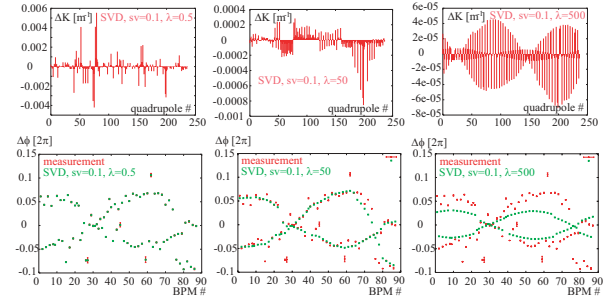 ΔK [m⁻¹] SVD, sv=0.1, λ=0.5
0.006
0.004
0.002
0
-0.002
-0.004
quadrupole #
0 50 100 150 200 250
ΔK [m⁻¹]
0.0004
0.0002
0
-0.0002
-0.0004
-0.0006
-0.0008
-0.0001
SVD, sv=0.1, λ=50
quadrupole #
0 50 100 150 200 250
ΔK [m⁻¹] SVD, sv=0.1, λ=500
6e-05
4e-05
2e-05
0
-2e-05
-4e-05
-6e-05
quadrupole #
0 50 100 150 200 250
Δϕ [2π]
measurement
SVD, sv=0.1, λ=0.5
0.1
0.05
0
-0.05
-0.1
0 10 20 30 40 50 60 70 80 90
BPM #
Δϕ [2π]
measurement
SVD, sv=0.1, λ=50
0.1
0.05
0
-0.05
-0.1
0 10 20 30 40 50 60 70 80 90
BPM #
Δϕ [2π]
measurement
SVD, sv=0.1, λ=500
0.1
0.05
0
-0.05
-0.1
0 10 20 30 40 50 60 70 80 90
BPM #